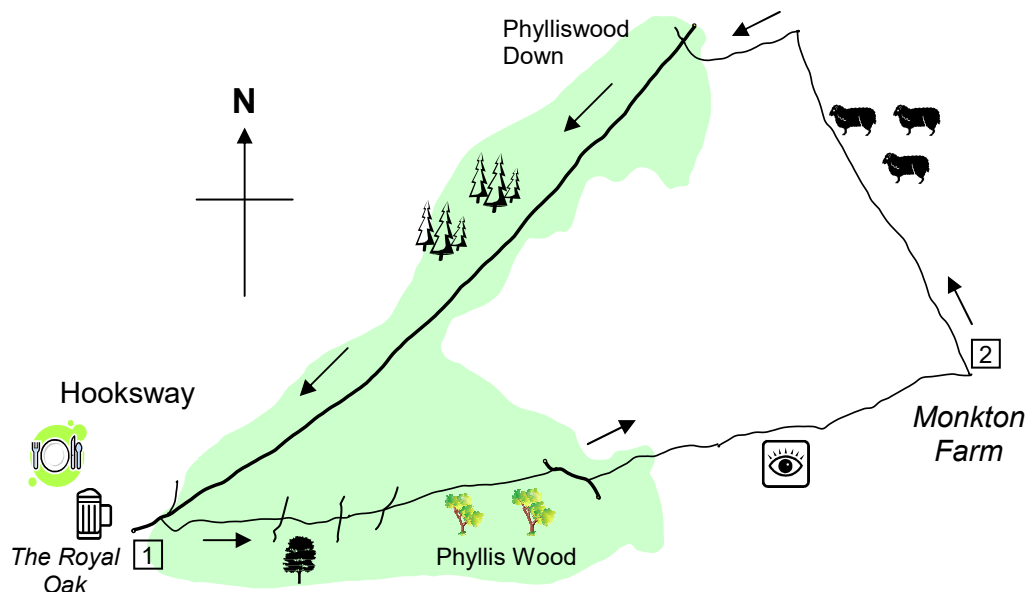 Phylliswood
Down
N
2
Hooksway
Monkton
Farm
1
The Royal
Oak
Phyllis Wood